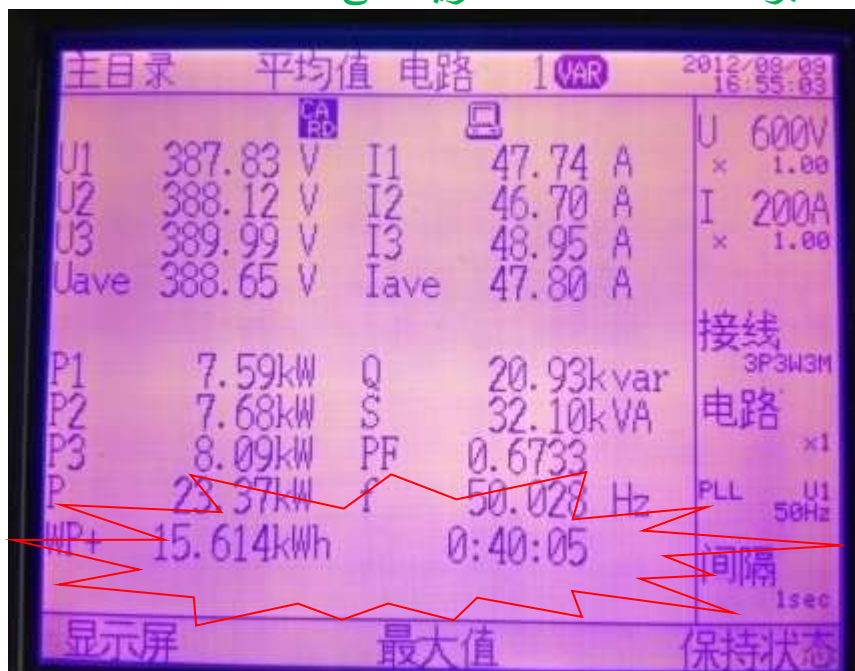 主目录 平均值 电路 1 VAR 2012/08/09
16:55:03
CARD
U1 387.83 V I1 47.74 A
U2 388.12 V I2 46.70 A
U3 389.99 V I3 48.95 A
Uave 388.65 V Iave 47.80 A
P1 7.59kW Q 20.93kvar
P2 7.68kW S 32.10kVA
P3 8.09kW PF 0.6733
P 23.37kW f 50.028 Hz
WP+ 15.614kWh 0:40:05
U 600V
× 1.00
I 200A
× 1.00
接线
3P3W3M
电路
×1
PLL U1
50Hz
间隔
1sec
显示屏 最大值 保持状态